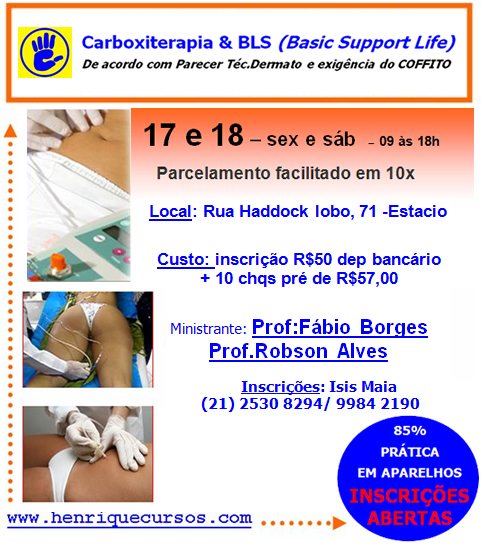 Carboxiterapia & BLS (Basic Support Life)
De acordo com Parecer Téc.Dermato e exigência do COFFITO
17 e 18 – sex e sáb – 09 às 18h
Parcelamento facilitado em 10x
Local: Rua Haddock lobo, 71 -Estacio
Custo: inscrição R$50 dep bancário
+ 10 chqs pré de R$57,00
Ministrante: Prof:Fábio Borges
Prof.Robson Alves
Inscrições: Isis Maia
(21) 2530 8294/ 9984 2190
85%
PRÁTICA
EM APARELHOS
INSCRIÇÕES
ABERTAS
www.henriquecursos.com